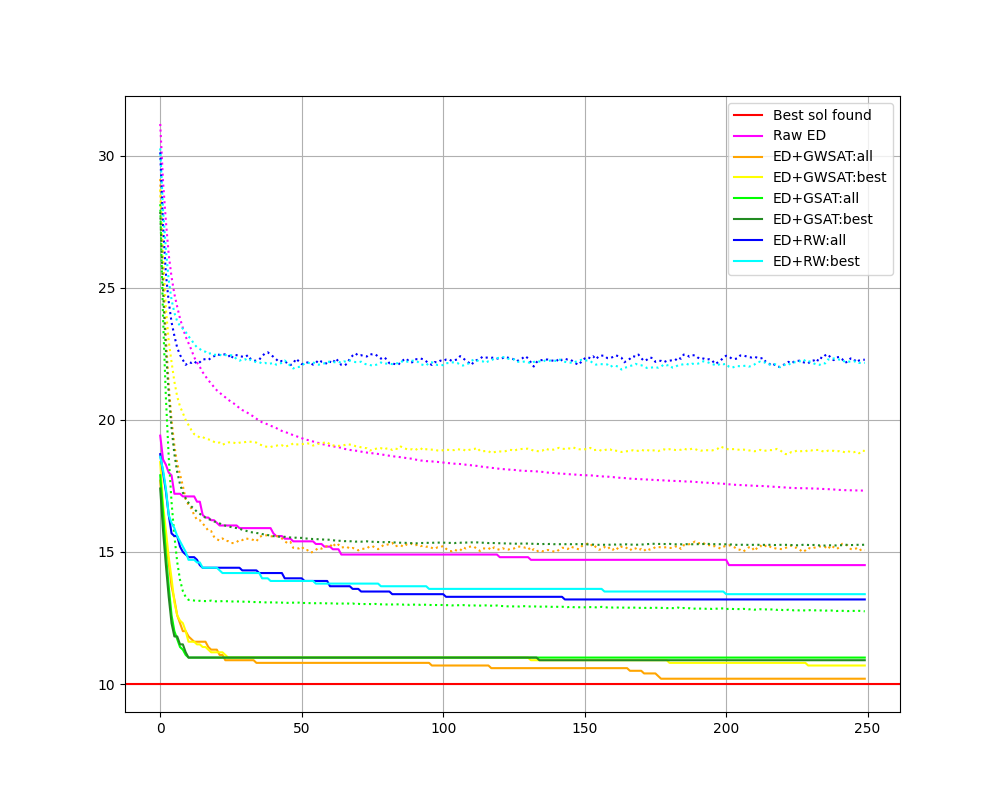 Best sol found
Raw ED
ED+GWSAT:all
ED+GWSAT:best
ED+GSAT:all
ED+GSAT:best
ED+RW:all
ED+RW:best
30
25
20
15
10
0 50 100 150 200 250